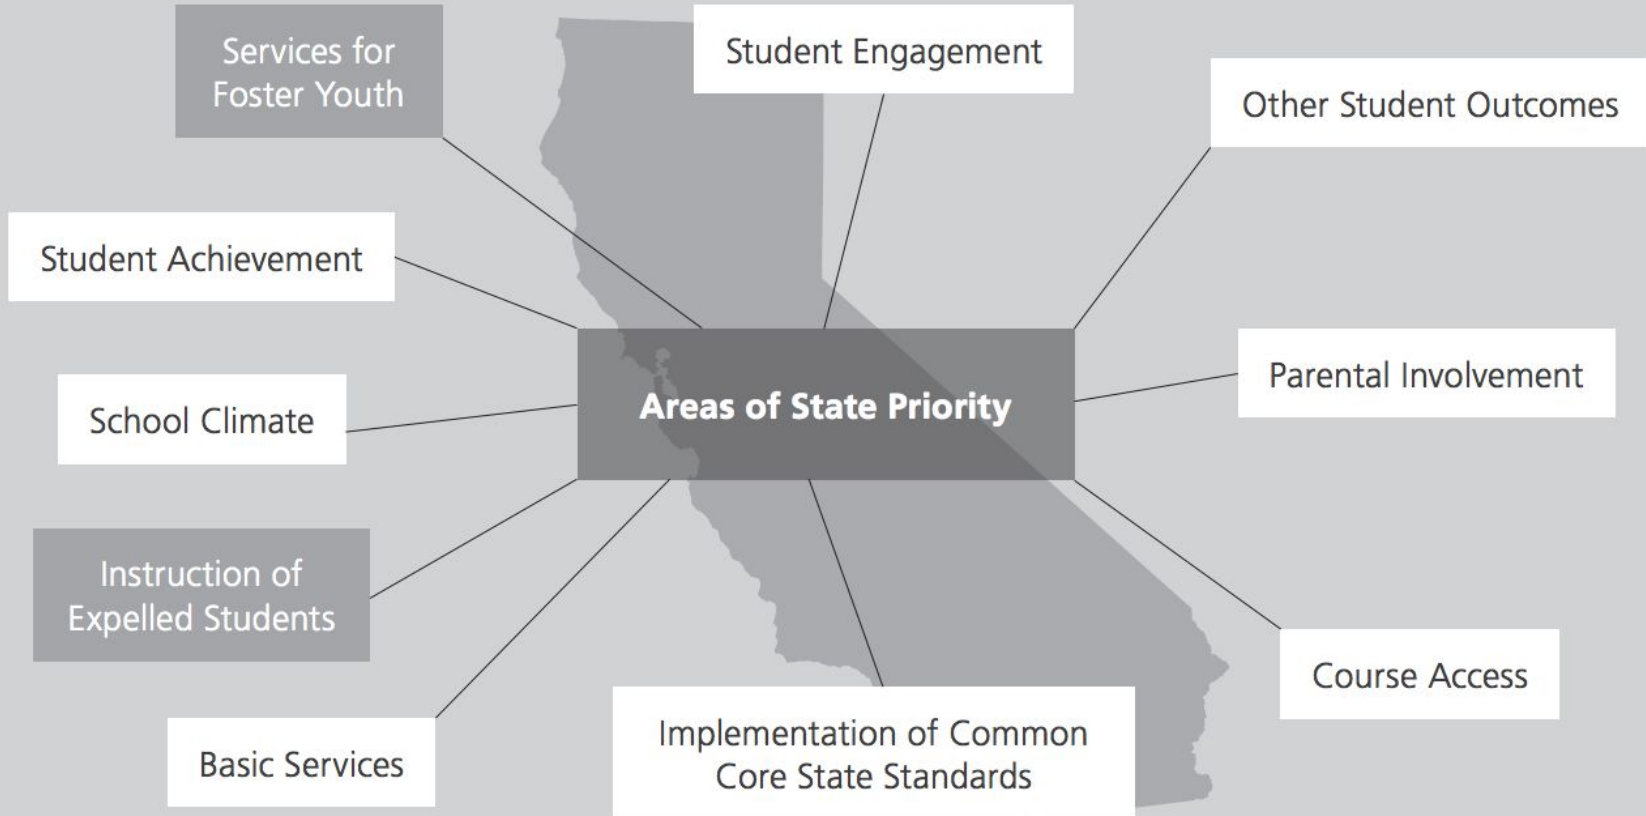 Services for
Foster Youth
Student Engagement
Other Student Outcomes
Student Achievement
Parental Involvement
School Climate
Areas of State Priority
Instruction of
Expelled Students
Course Access
Basic Services
Implementation of Common
Core State Standards